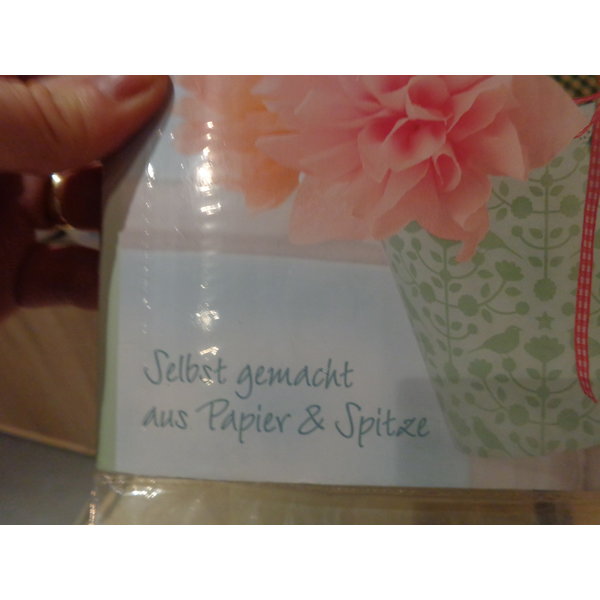 Selbst gemacht
aus Papier & Spitze